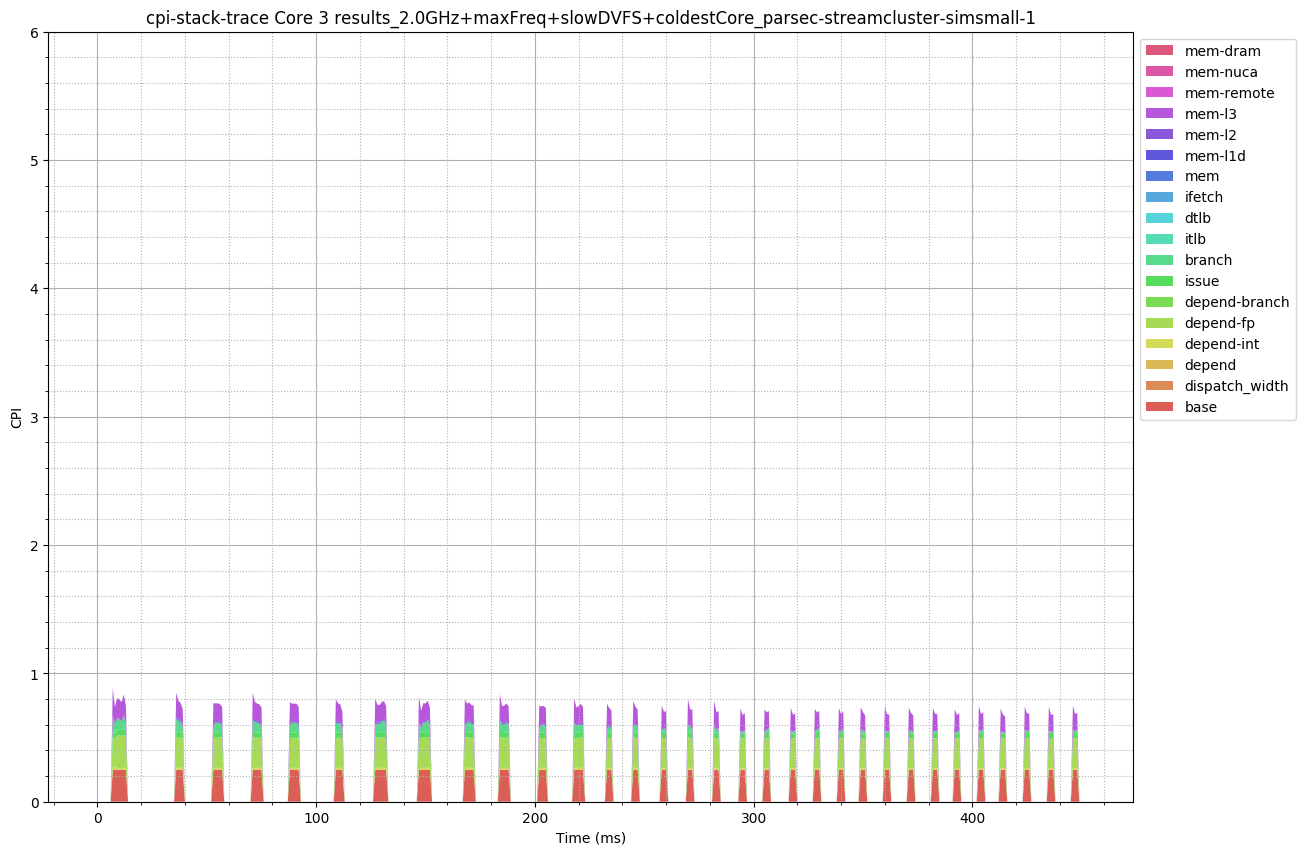 cpi-stack-trace Core 3 results_2.0GHz+maxFreq+slowDVFS+coldestCore_parsec-streamcluster-simsmall-1
6
5
4
3
2
1
0
CPI
0 100 200 300 400
Time (ms)
mem-dram
mem-nuca
mem-remote
mem-l3
mem-l2
mem-l1d
mem
ifetch
dtlb
itlb
branch
issue
depend-branch
depend-fp
depend-int
depend
dispatch_width
base